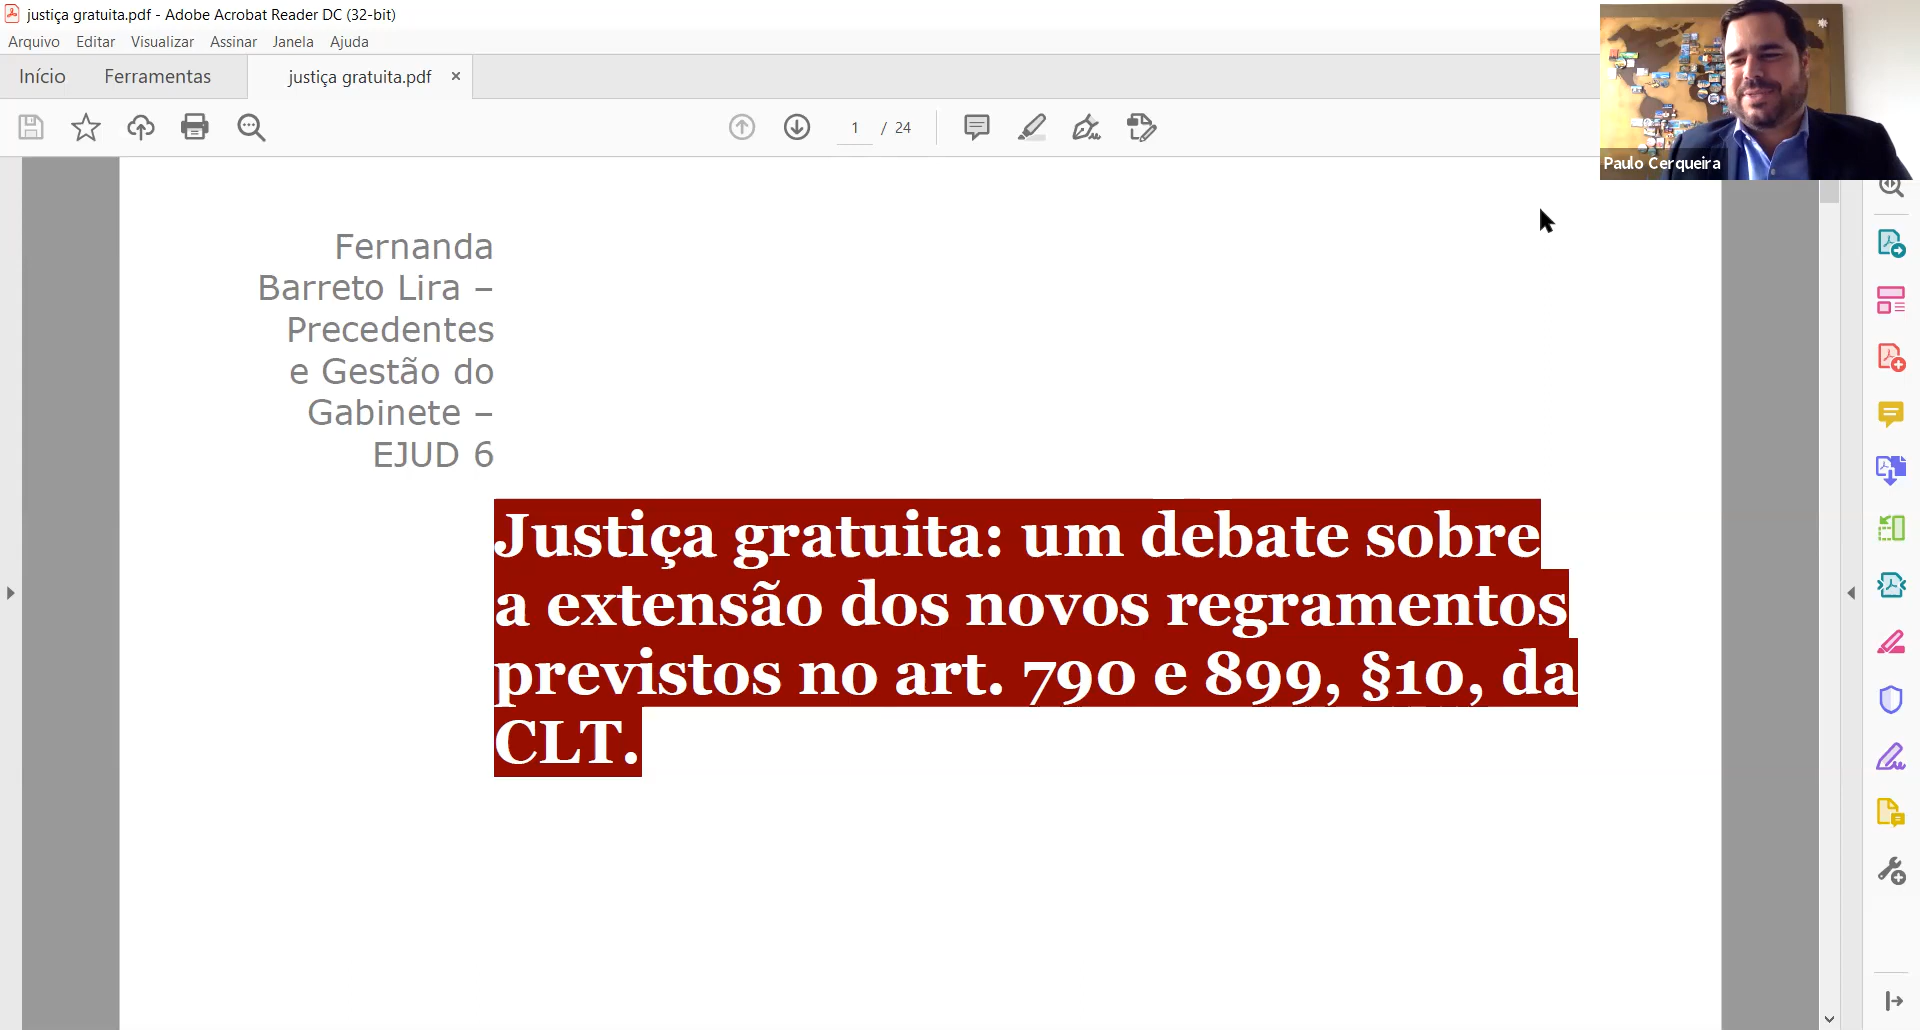 justiça gratuita.pdf - Adobe Acrobat Reader DC (32-bit)
Arquivo Editar Visualizar Assinar Janela Ajuda
Início Ferramentas justiça gratuita.pdf ×
1 / 24
Paulo Cerqueira
Fernanda
Barreto Lira –
Precedentes
e Gestão do
Gabinete –
EJUD 6
Justiça gratuita: um debate sobre
a extensão dos novos regramentos
previstos no art. 790 e 899, §10, da
CLT.